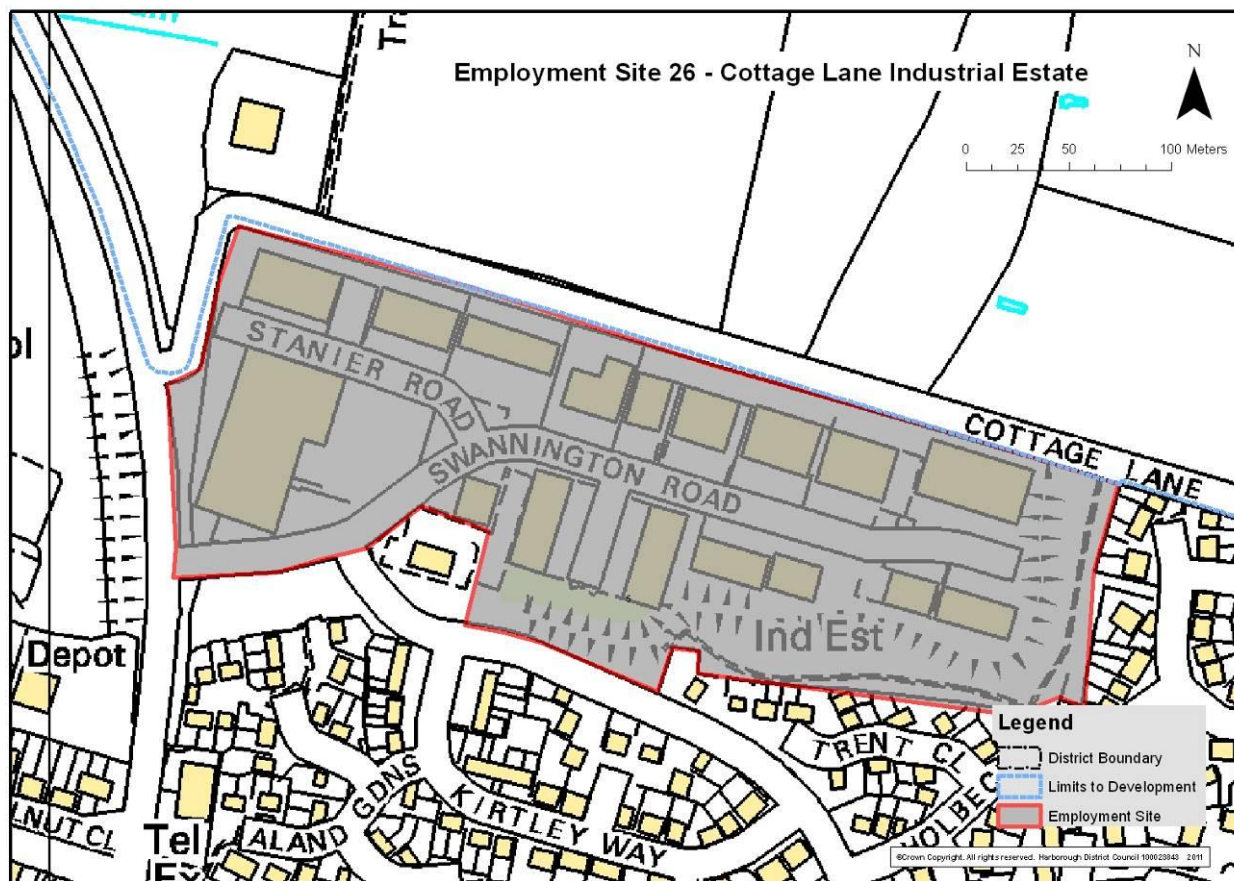 Employment Site 26 - Cottage Lane Industrial Estate
N
0 25 50 100 Meters
STANIER ROAD
SWANNINGTON ROAD
COTTAGE LANE
Ind Est
Depot
TRENT CL
KIRTLEY WAY
Tel
Legend
District Boundary
Limits to Development
Employment Site
©Crown Copyright. All rights reserved. Harborough District Council 100023843 2011